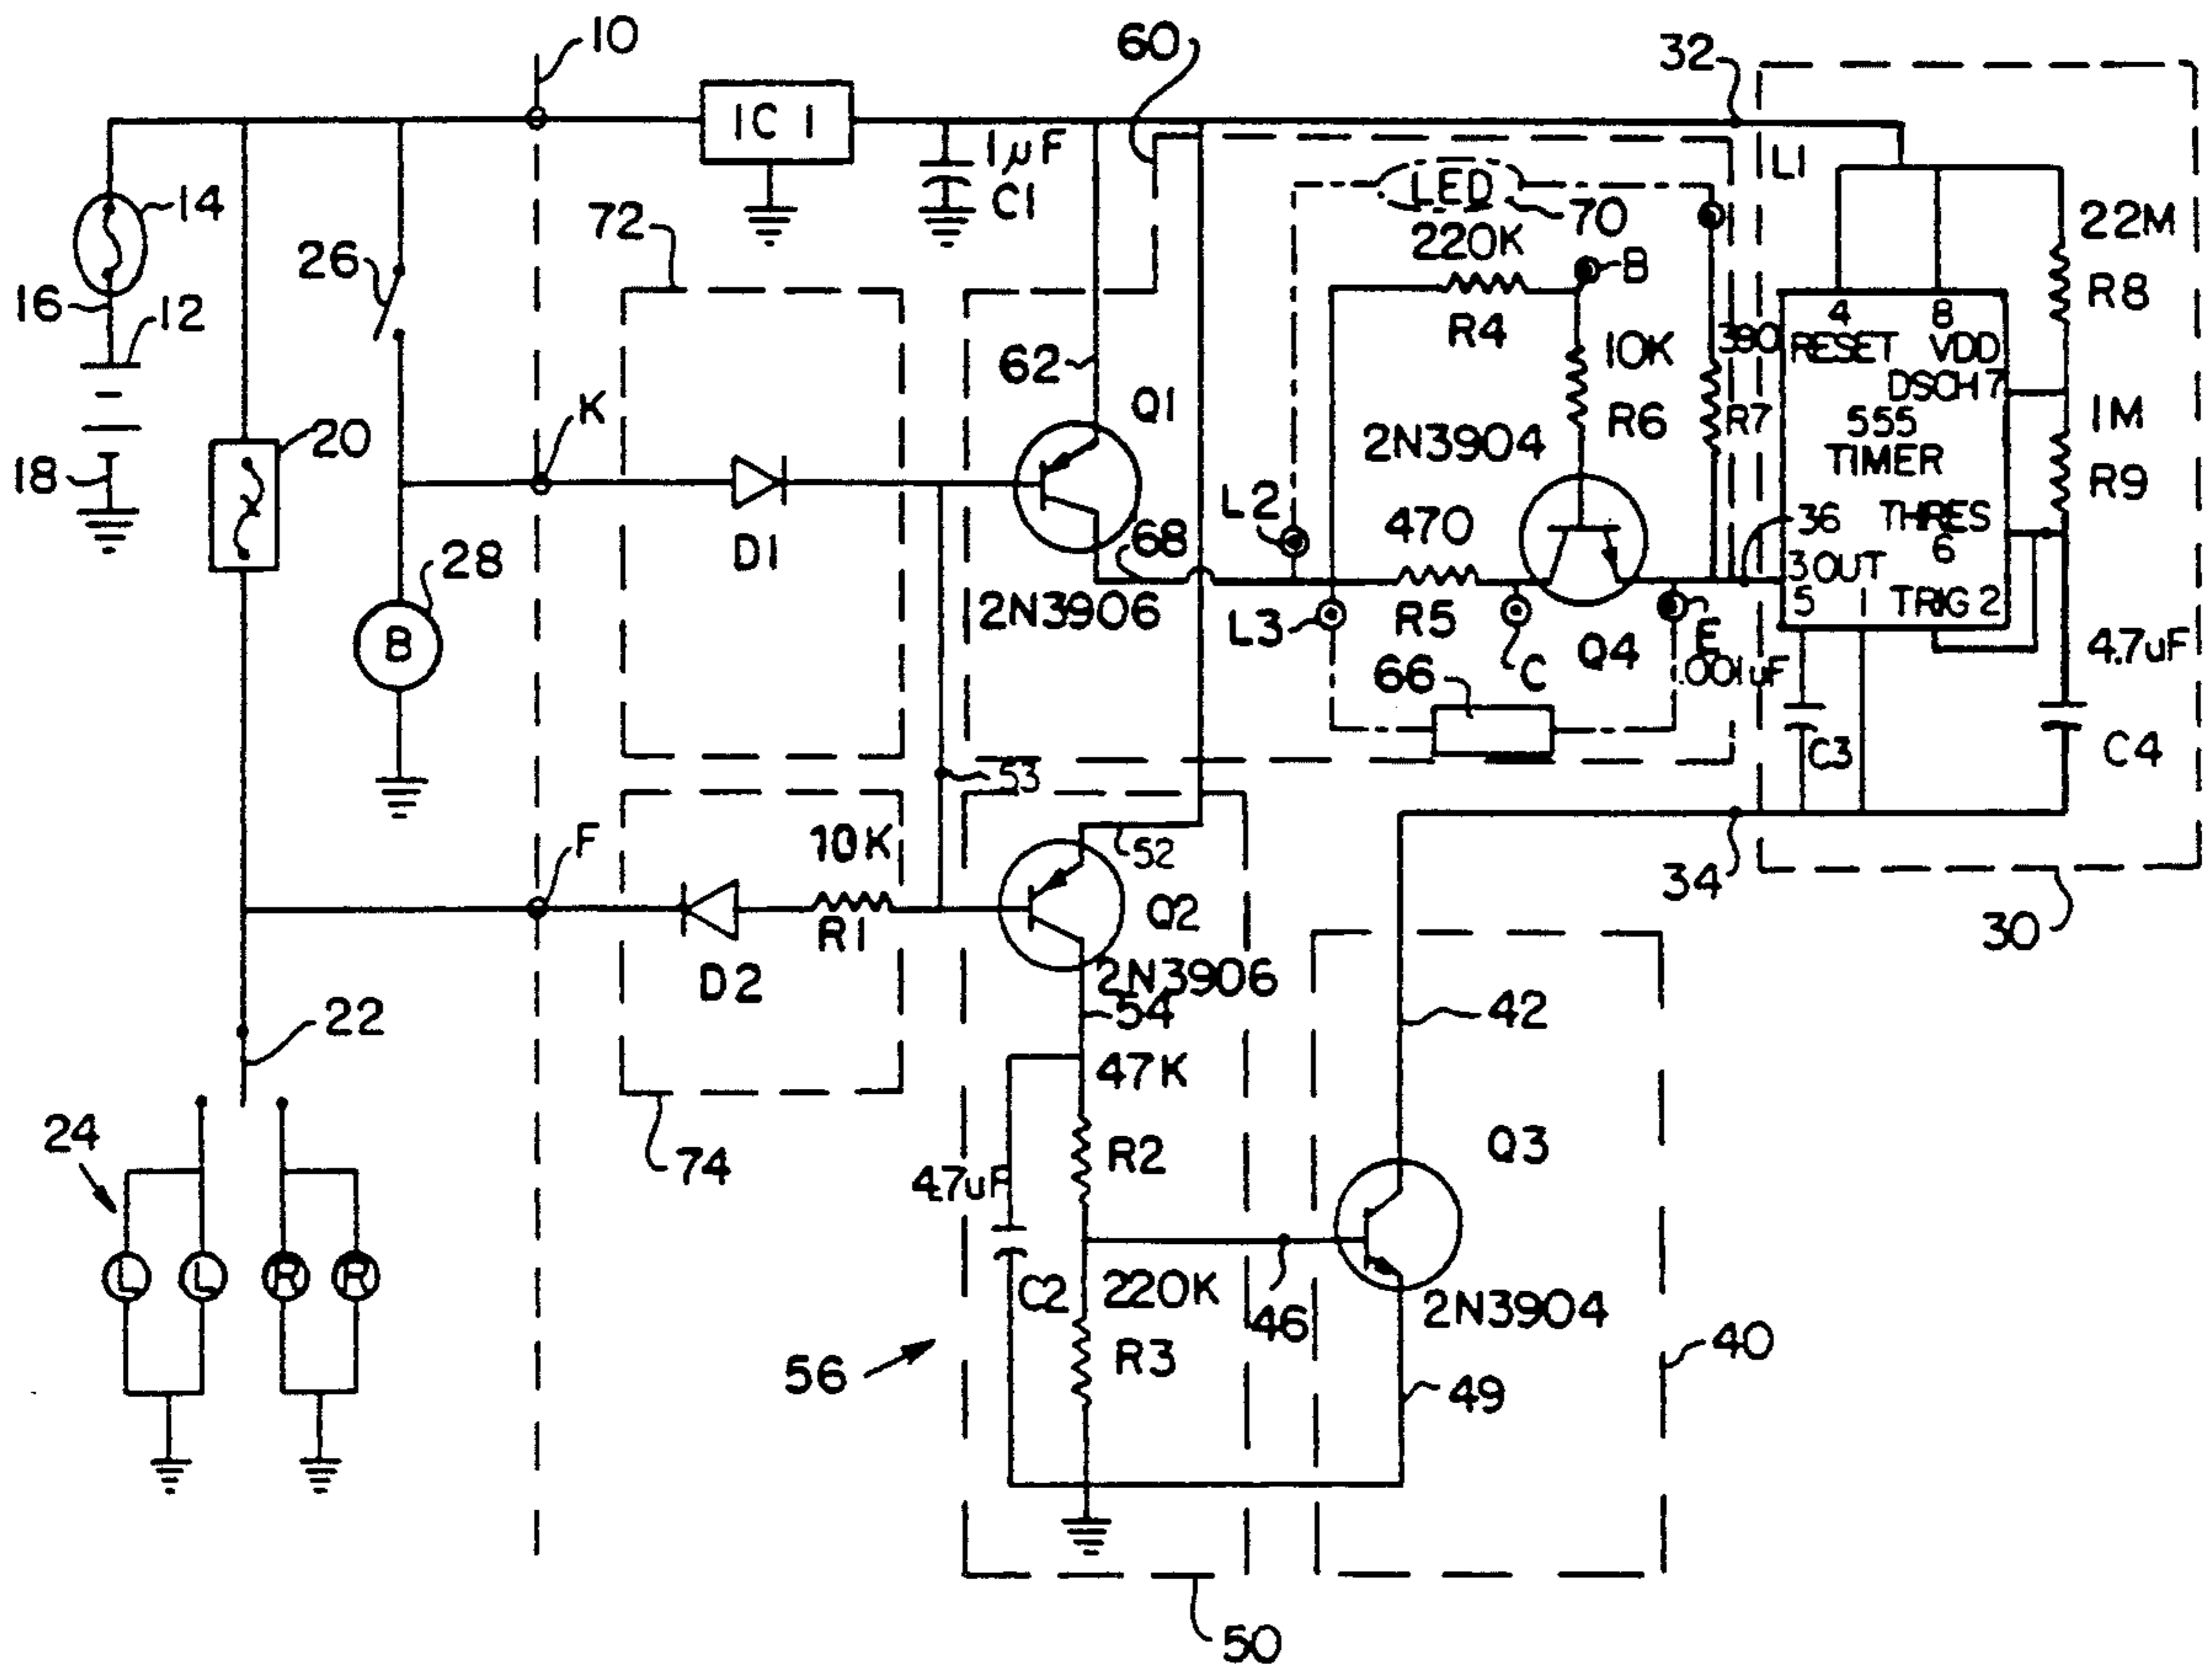 10
60
32
IC 1
1µF
C1
L1
14
72
LED
70
22M
26
220K
B
R8
16
12
R4
4
8
62
10K
390
RESET
VDD
DSCH 7
K
Q1
R6
R7
555
1M
20
2N3904
TIMER
18
L2
470
36
THRES
R9
D1
68
6
28
3 OUT
2N3906
L3
R5
5
1
TRIG 2
B
C
Q4
E
.001uF
4.7uF
66
53
C3
C4
F
10K
52
34
R1
Q2
30
D2
2N3906
54
42
22
47K
24
R2
Q3
74
4.7uF
C2
220K
46
2N3904
L
L
R
R
R3
40
56
49
50